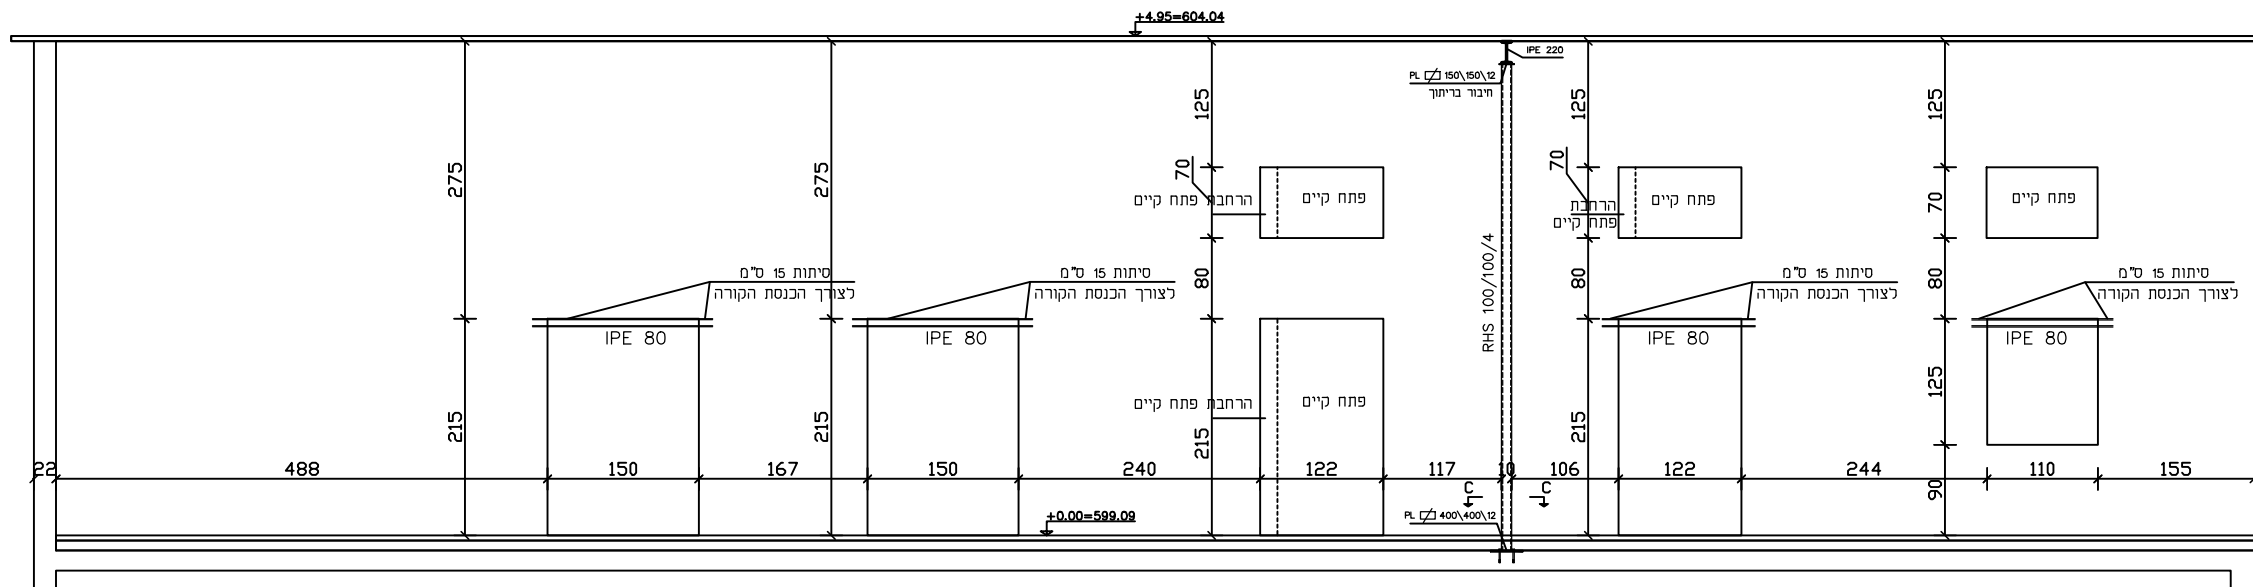 +4.95=604.04
IPE 220
PL 150\150\12
חיבור בריתוך
275
275
125
125
125
70
70
70
הרחבת פתח קיים
פתח קיים
הרחבת
פתח קיים
פתח קיים
פתח קיים
RHS 100/100/4
80
80
80
סיתות 15 ס"מ
לצורך הכנסת הקורה
סיתות 15 ס"מ
לצורך הכנסת הקורה
סיתות 15 ס"מ
לצורך הכנסת הקורה
סיתות 15 ס"מ
לצורך הכנסת הקורה
IPE 80
IPE 80
IPE 80
IPE 80
הרחבת פתח קיים
פתח קיים
215
215
215
215
125
22
488
150
167
150
240
122
117
10
106
122
244
110
155
90
C
C
PL 400\400\12
+0.00=599.09